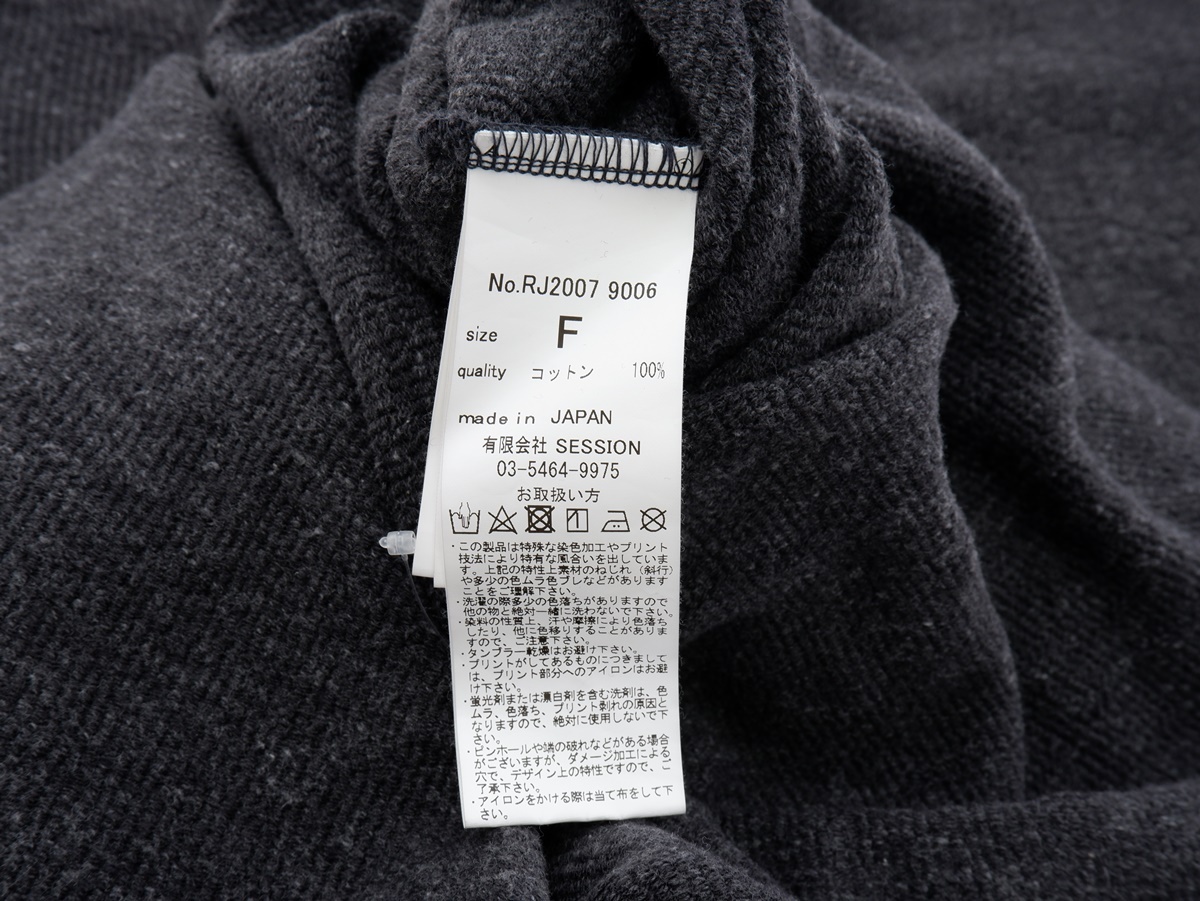 No.RJ2007 9006
size F
quality コットン 100%
made in JAPAN
有限会社 SESSION
03-5464-9975
お取扱い方
・この製品は特殊な染色加工やプリント
技法により特有な風合いを出していま
す。上記の特性上素材のねじれ（斜行）
や多少の色ムラ色ブレなどがあります
ことをご理解下さい。
・洗濯の際多少の色落ちがありますので
他の物と絶対一緒に洗わないで下さい。
・染料の性質上、汗や摩擦により色落ち
したり、他に色移りすることがありま
すので、ご注意下さい。
・タンブラー乾燥はお避け下さい。
・プリントがしてあるものにつきまして
は、プリント部分へのアイロンはお避
け下さい。
・蛍光剤または漂白剤を含む洗剤は、色
ムラ、色落ち、プリント剥れの原因と
なりますので、絶対に使用しないで下
さい。
・ピンホールや端の破れなどがある場合
がございますが、ダメージ加工による
穴で、デザイン上の特性ですので、ご
了承下さい。
・アイロンをかける際は当て布をして下
さい。